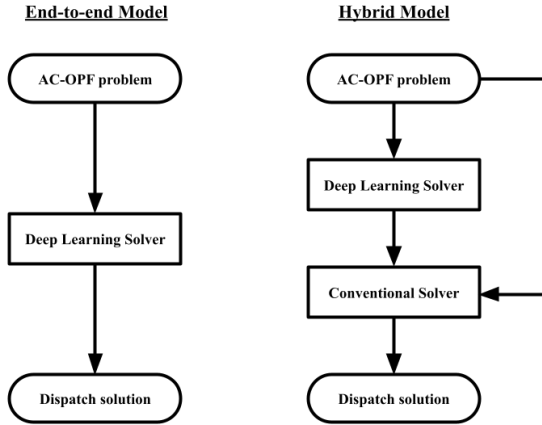 End-to-end Model
AC-OPF problem
Deep Learning Solver
Dispatch solution
Hybrid Model
AC-OPF problem
Deep Learning Solver
Conventional Solver
Dispatch solution